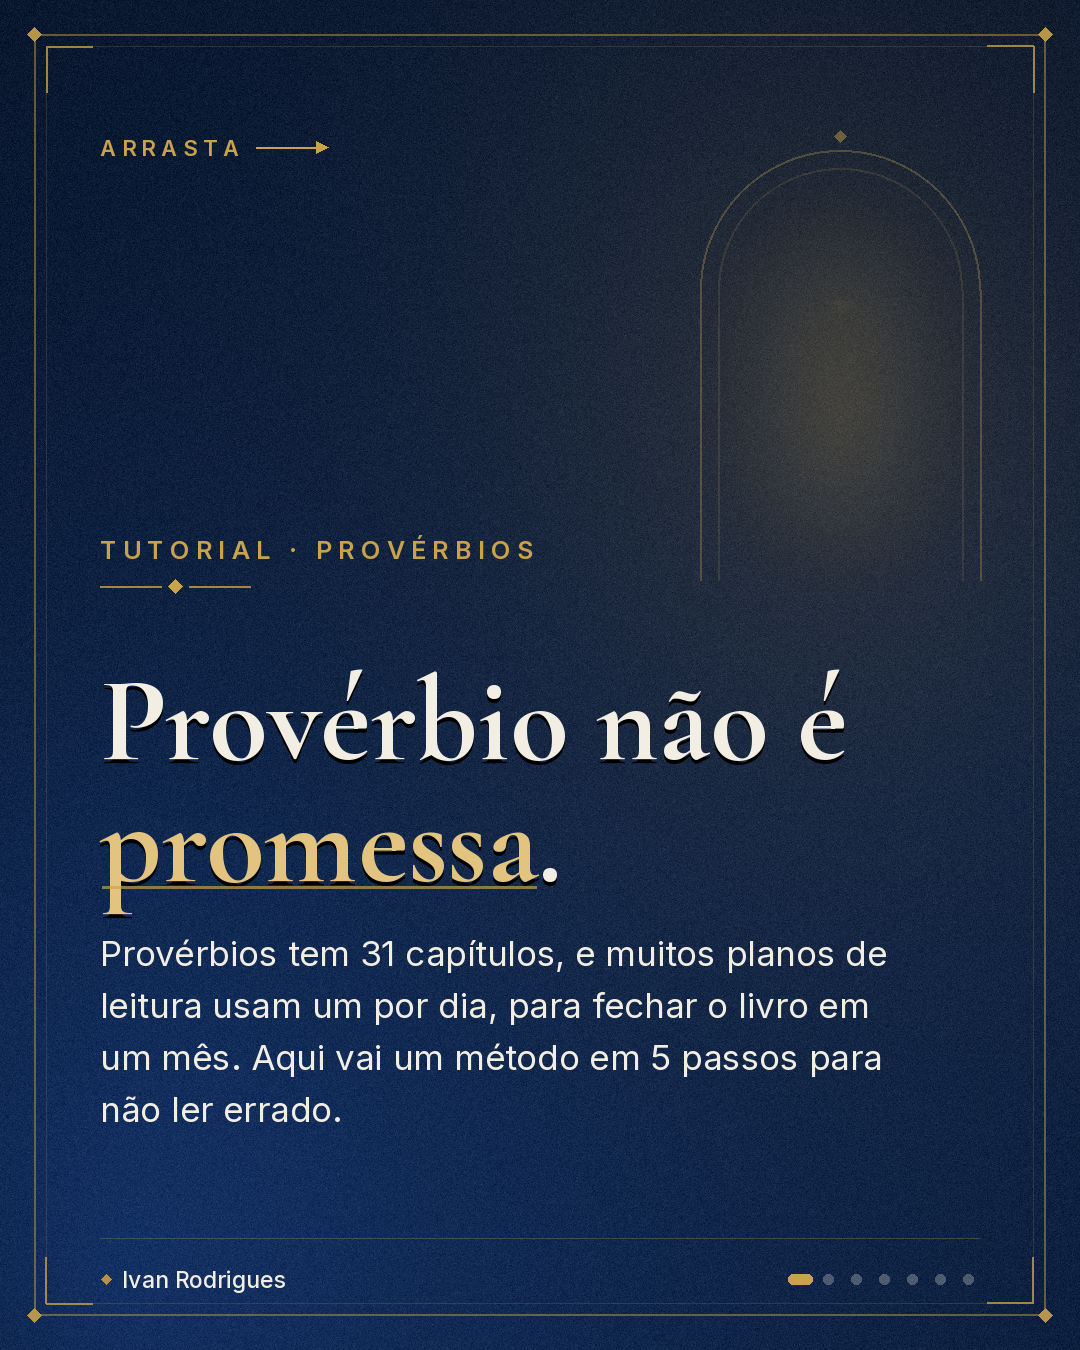 ARRASTA
TUTORIAL · PROVÉRBIOS
Provérbio não é
promessa.
Provérbios tem 31 capítulos, e muitos planos de
leitura usam um por dia, para fechar o livro em
um mês. Aqui vai um método em 5 passos para
não ler errado.
Ivan Rodrigues